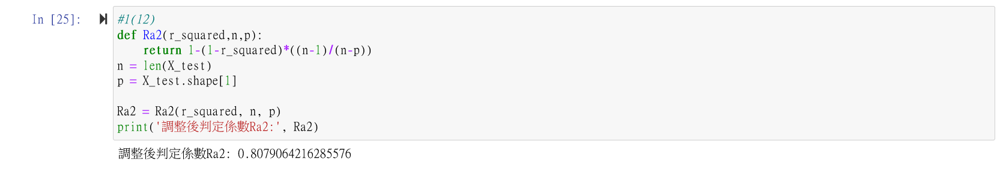 In [25]:
#1(12)
def Ra2(r_squared,n,p):
    return 1-(1-r_squared)*((n-1)/(n-p))
n = len(X_test)
p = X_test.shape[1]
Ra2 = Ra2(r_squared, n, p)
print('調整後判定係數Ra2:', Ra2)
調整後判定係數Ra2: 0.8079064216285576